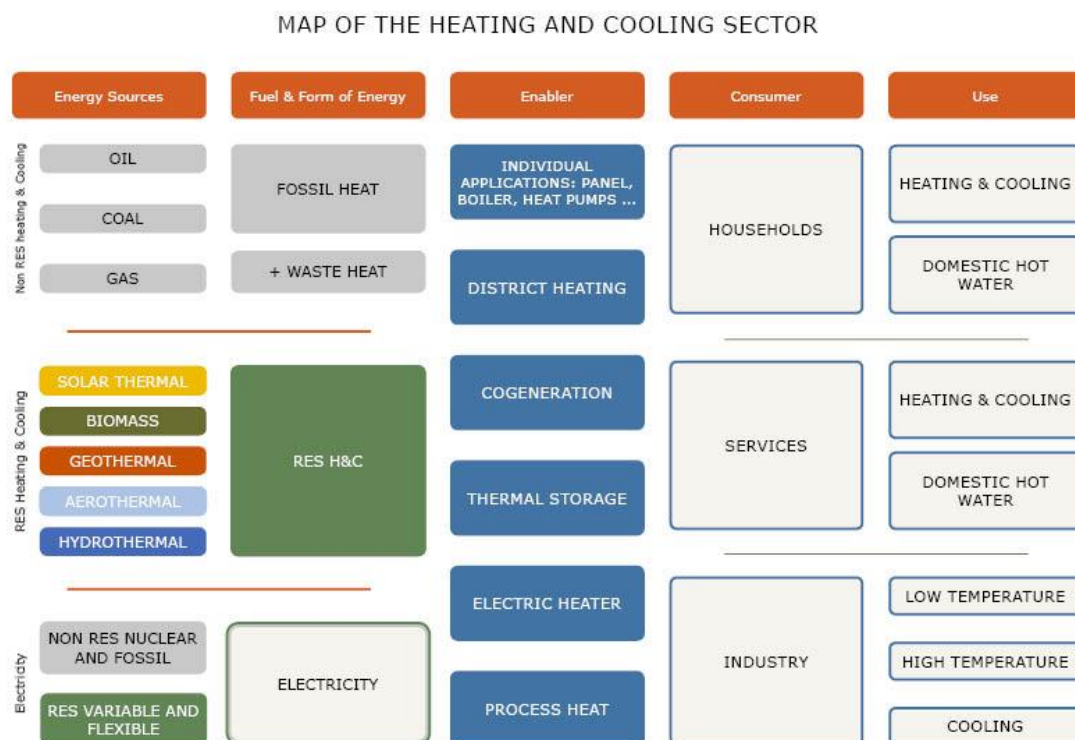 MAP OF THE HEATING AND COOLING SECTOR
Energy Sources
Fuel & Form of Energy
Enabler
Consumer
Use
Non RES heating & Cooling
OIL
COAL
GAS
FOSSIL HEAT
+ WASTE HEAT
RES Heating & Cooling
SOLAR THERMAL
BIOMASS
GEOTHERMAL
AEROTHERMAL
HYDROTHERMAL
RES H&C
Electricity
NON RES NUCLEAR
AND FOSSIL
RES VARIABLE AND
FLEXIBLE
ELECTRICITY
INDIVIDUAL
APPLICATIONS: PANEL,
BOILER, HEAT PUMPS ...
DISTRICT HEATING
COGENERATION
THERMAL STORAGE
ELECTRIC HEATER
PROCESS HEAT
HOUSEHOLDS
HEATING & COOLING
DOMESTIC HOT
WATER
SERVICES
HEATING & COOLING
DOMESTIC HOT
WATER
INDUSTRY
LOW TEMPERATURE
HIGH TEMPERATURE
COOLING